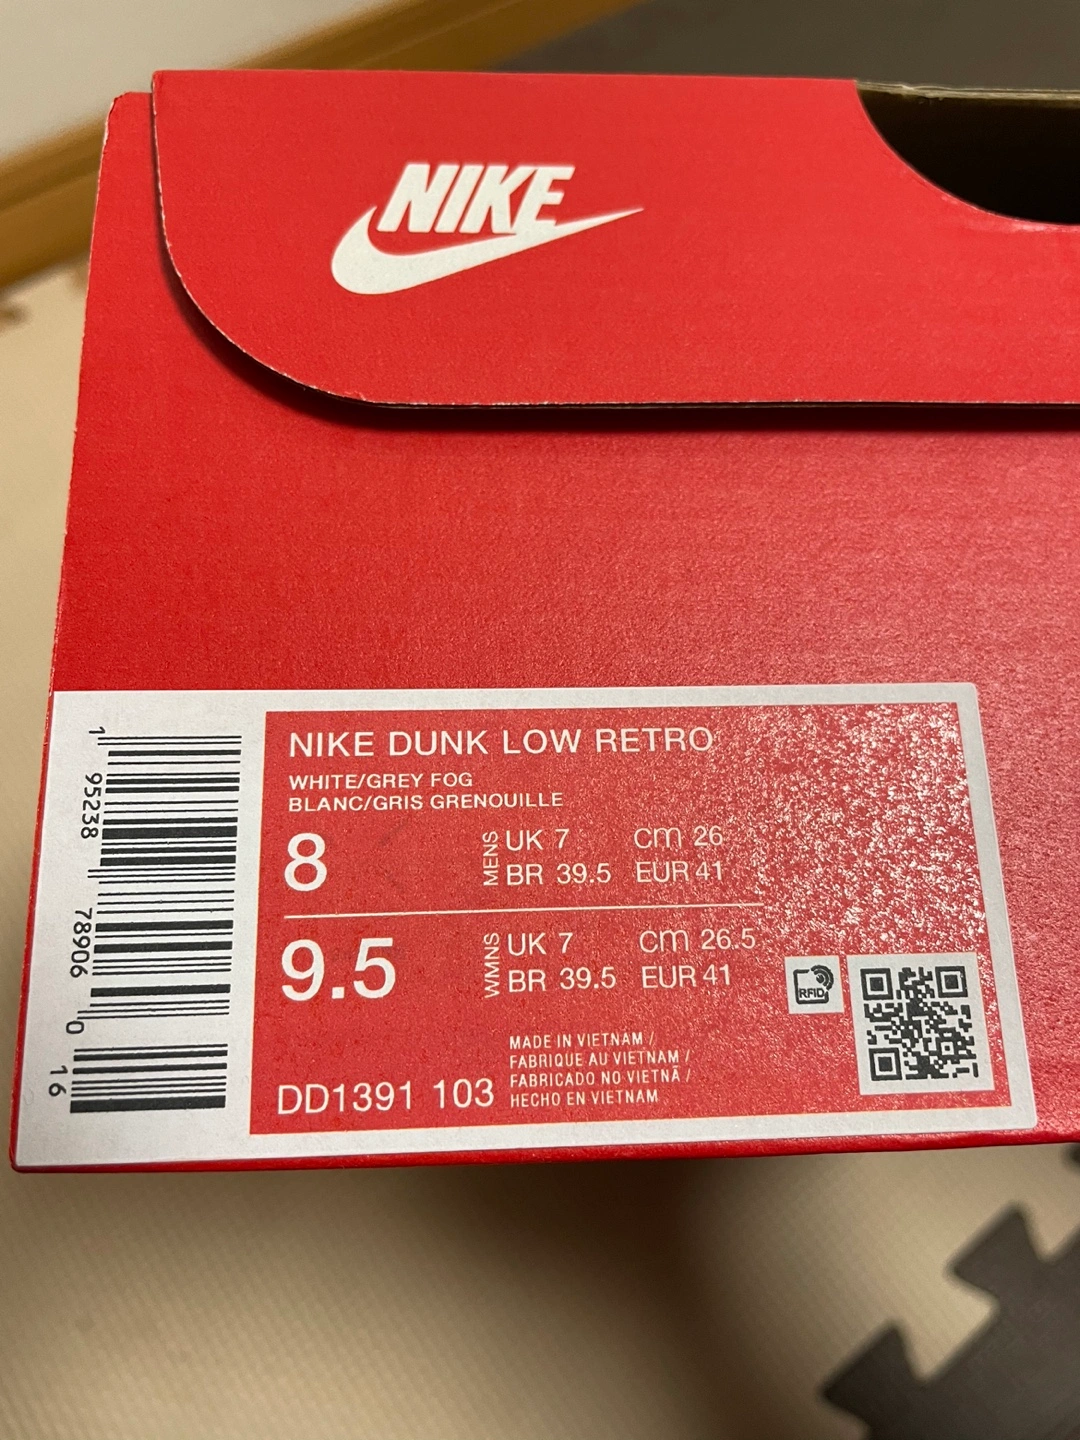 NIKE
NIKE DUNK LOW RETRO
WHITE/GREY FOG
BLANC/GRIS GRENOUILLE
8 MENS UK 7 cm 26
BR 39.5 EUR 41
9.5 WMNS UK 7 cm 26.5
BR 39.5 EUR 41
RFID
MADE IN VIETNAM /
FABRIQUE AU VIETNAM /
FABRICADO NO VIETNÃ /
HECHO EN VIETNAM
DD1391 103
1 95238 78906 0 16